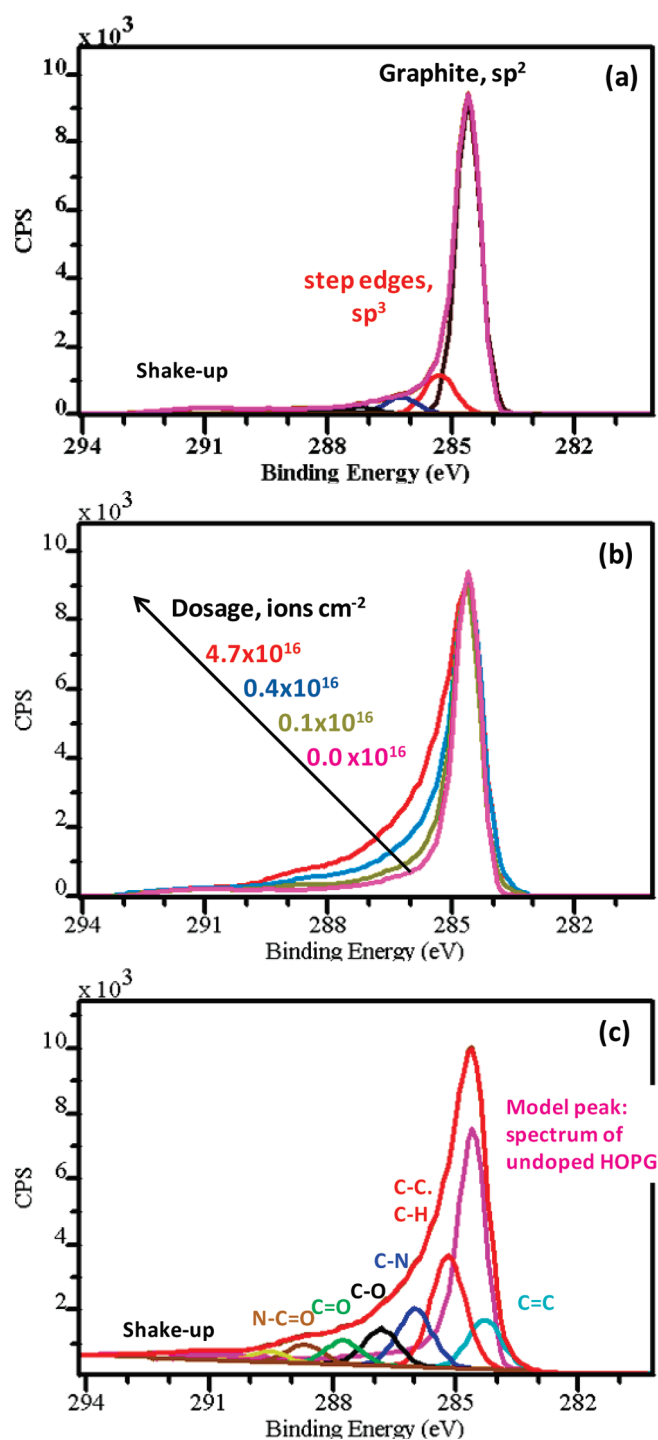 x 10³
(a)
Graphite, sp²
10
8
6
CPS
4
step edges,
sp³
2
Shake-up
0
294 291 288 285 282
Binding Energy (eV)
x 10³
(b)
10
Dosage, ions cm⁻²
8
4.7x10¹⁶
0.4x10¹⁶
6
0.1x10¹⁶
CPS
0.0 x10¹⁶
4
2
0
294 291 288 285 282
Binding Energy (eV)
x 10³
(c)
10
Model peak:
spectrum of
undoped HOPG
8
6
CPS
C-C.
C-H
4
C-N
C-O
C=O
N-C=O
C=C
2
Shake-up
294 291 288 285 282
Binding Energy (eV)